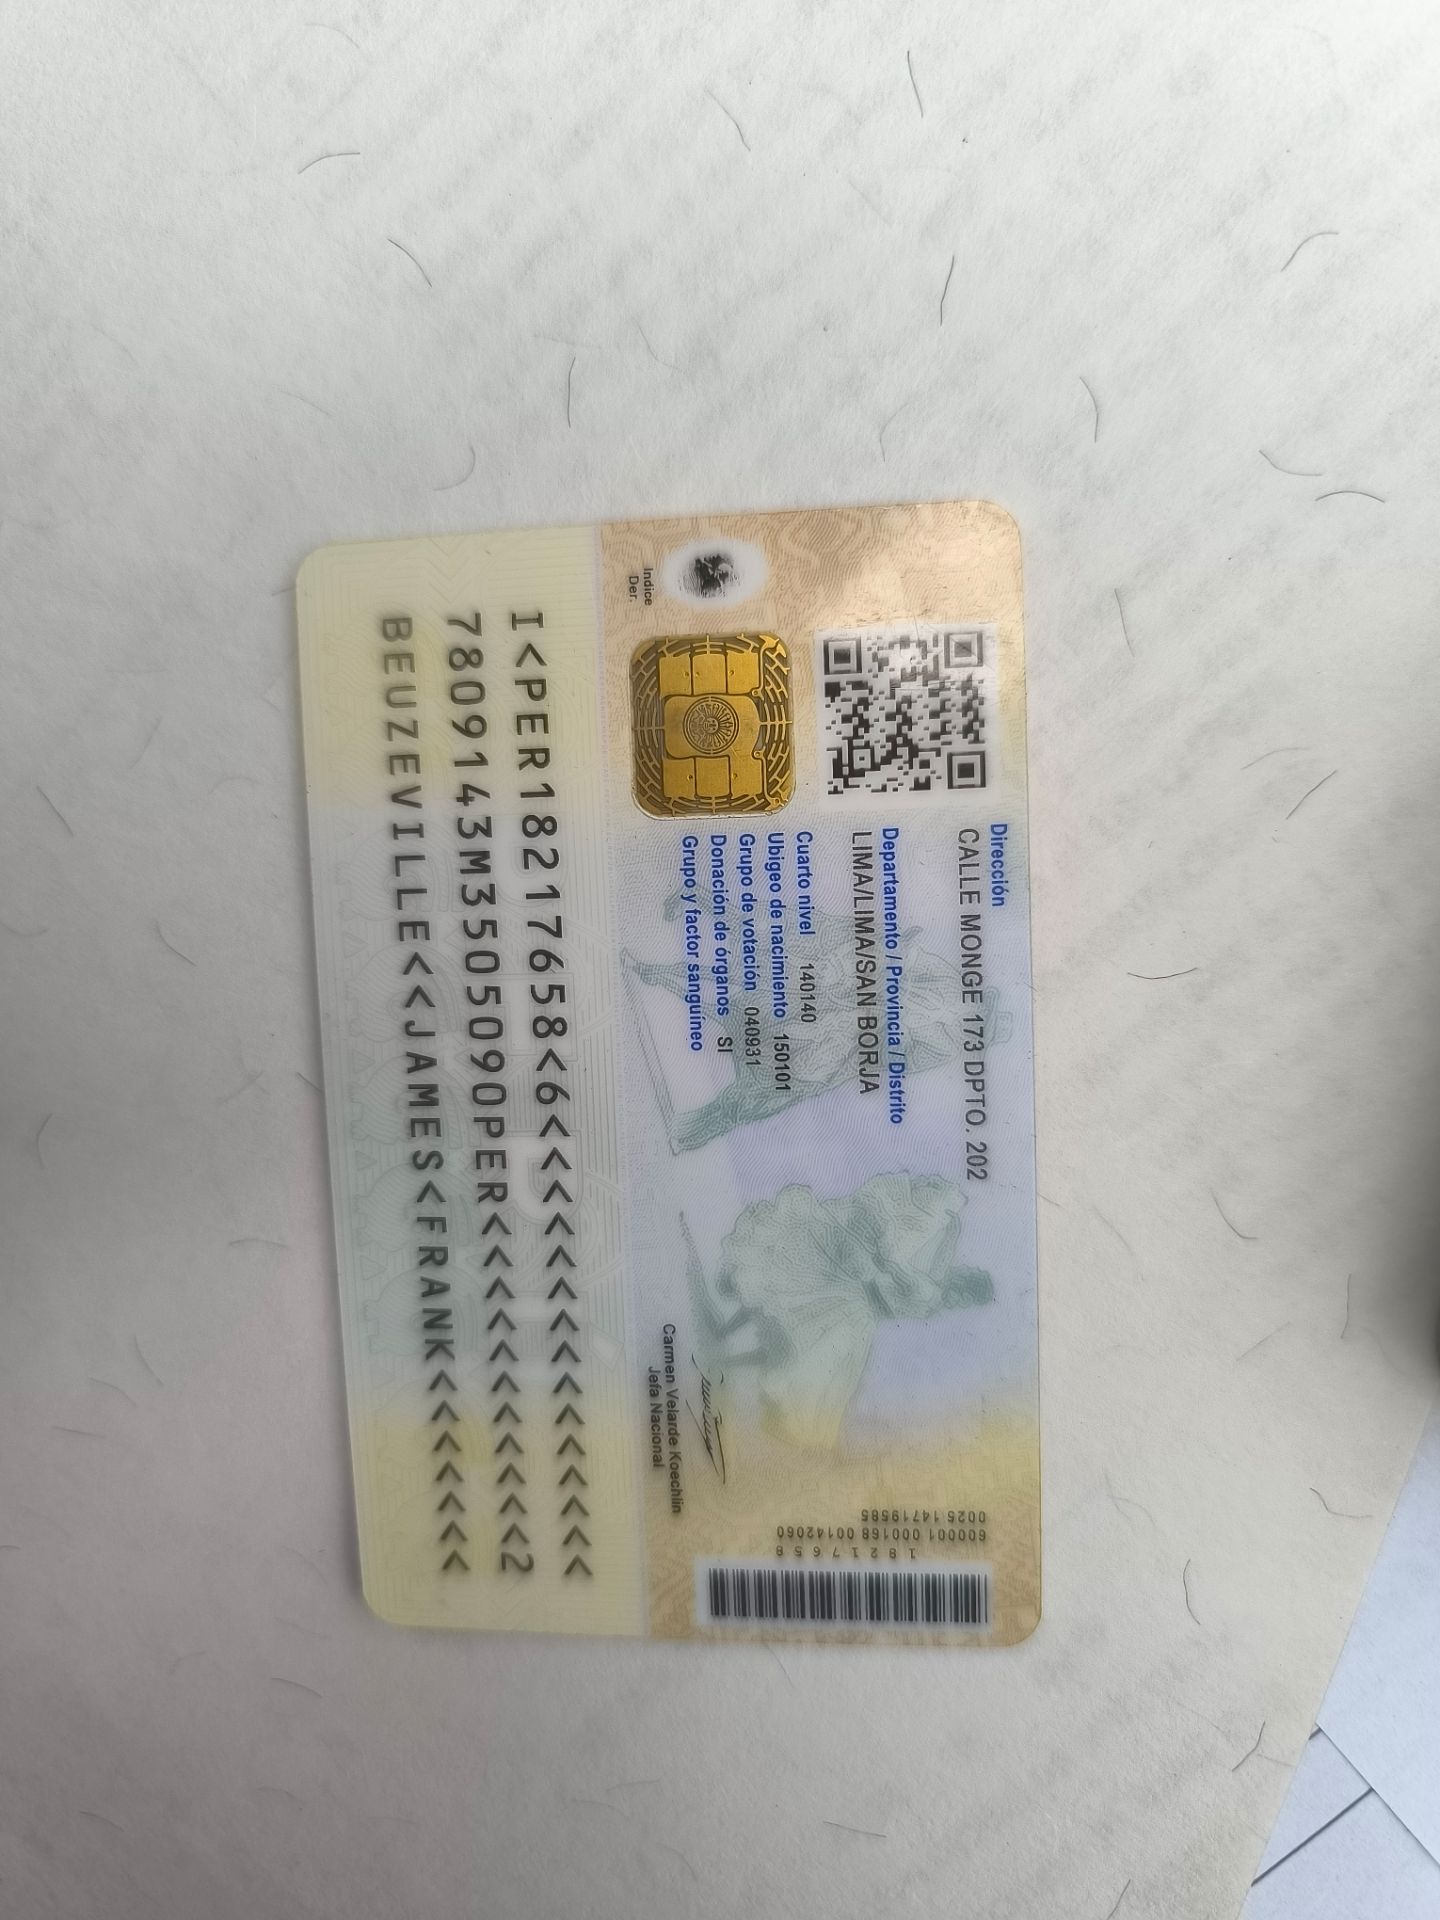 Dirección
CALLE MONGE 173 DPTO. 202
Departamento / Provincia / Distrito
LIMA/LIMA/SAN BORJA
Cuarto nivel 140140
Ubigeo de nacimiento 150101
Grupo de votación 040931
Donación de órganos SI
Grupo y factor sanguíneo
Indice
Der.
Carmen Velarde Koechlin
Jefa Nacional
18217658
600001 000168 00142060
0025 14719585
I<PER18217658<6<<<<<<<<<<<<<<<
7809143M3505090PER<<<<<<<<<<<2
BEUZEVILLE<<JAMES<FRANK<<<<<<<